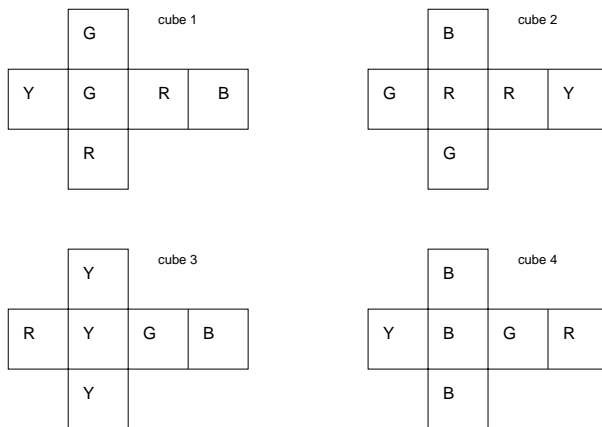 G cube 1 B cube 2
Y G R B G R R Y
R G
Y cube 3 B cube 4
R Y G B Y B G R
Y B